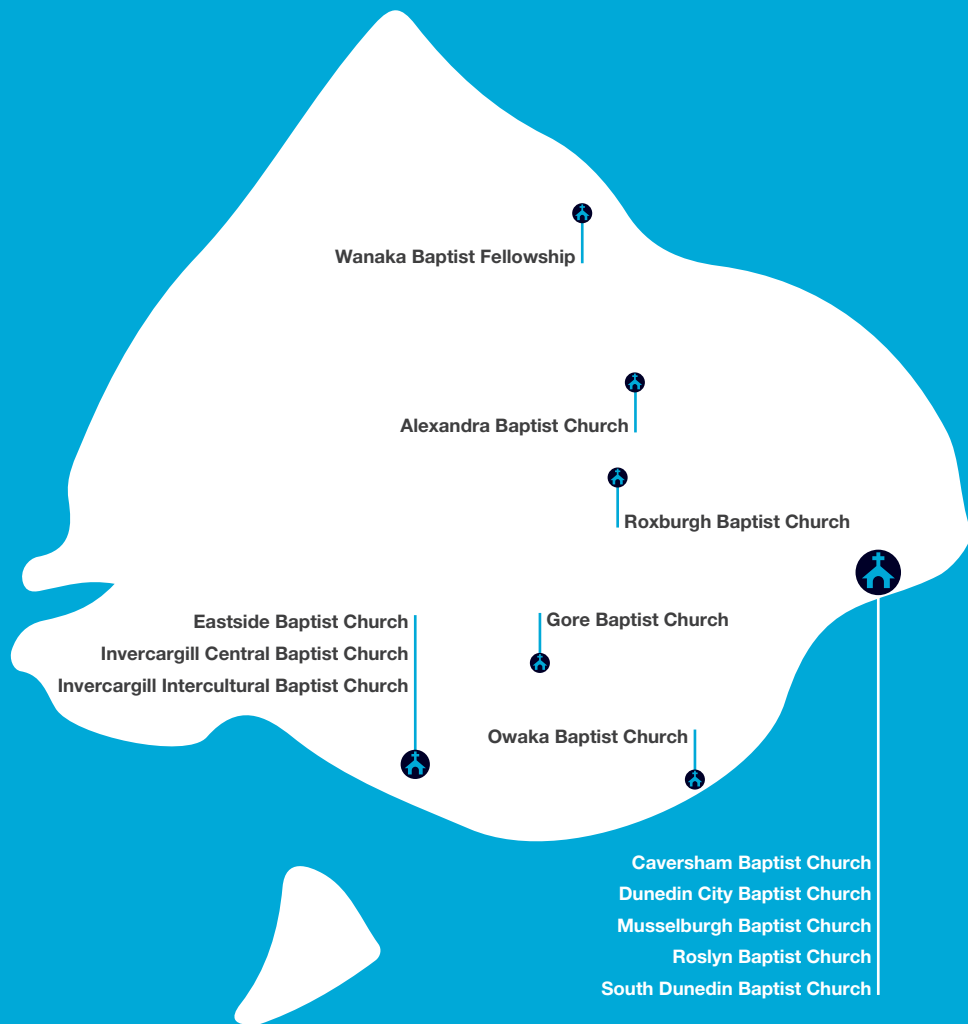 Wanaka Baptist Fellowship
Alexandra Baptist Church
Roxburgh Baptist Church
Eastside Baptist Church
Invercargill Central Baptist Church
Invercargill Intercultural Baptist Church
Gore Baptist Church
Owaka Baptist Church
Caversham Baptist Church
Dunedin City Baptist Church
Musselburgh Baptist Church
Roslyn Baptist Church
South Dunedin Baptist Church